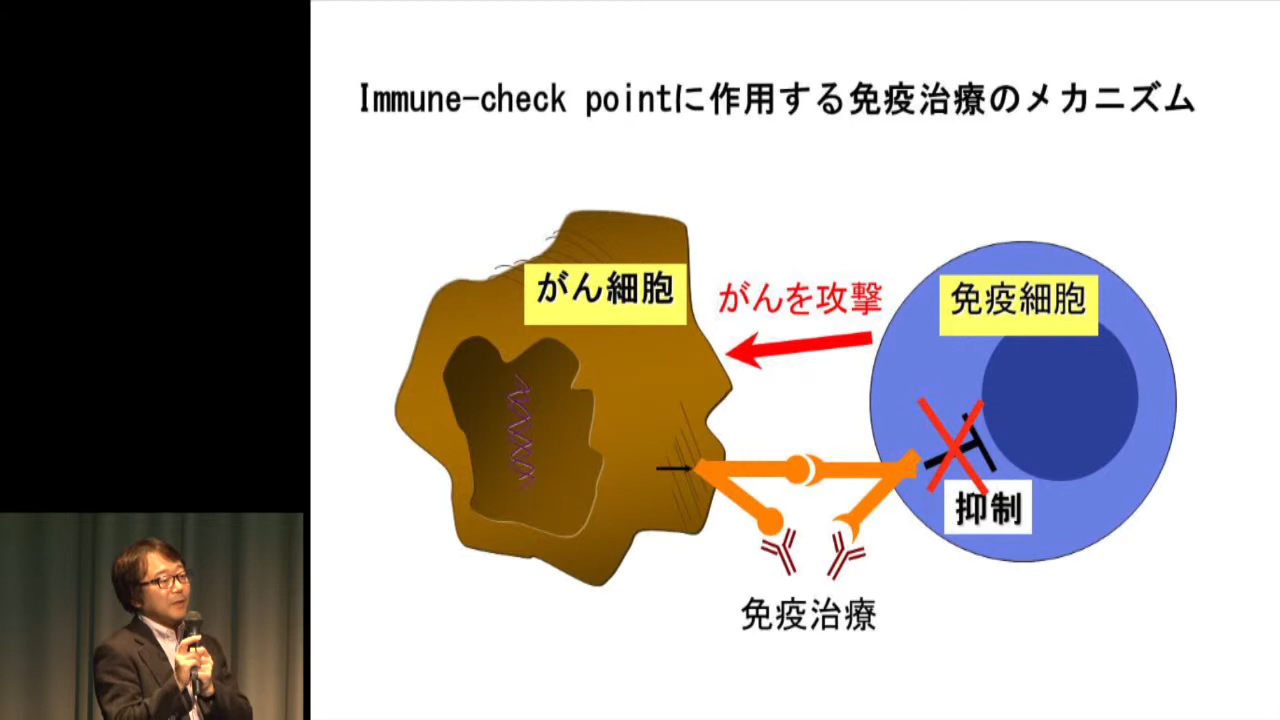 Immune-check pointに作用する免疫治療のメカニズム
がん細胞
がんを攻撃
免疫細胞
抑制
免疫治療